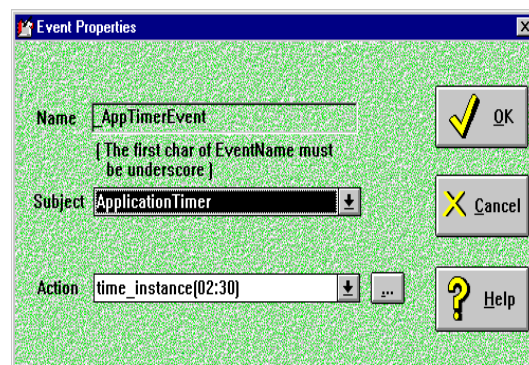 Event Properties
Name _AppTimerEvent
( The first char of EventName must
be underscore )
Subject ApplicationTimer
Action time_instance(02:30) ...
OK
Cancel
Help